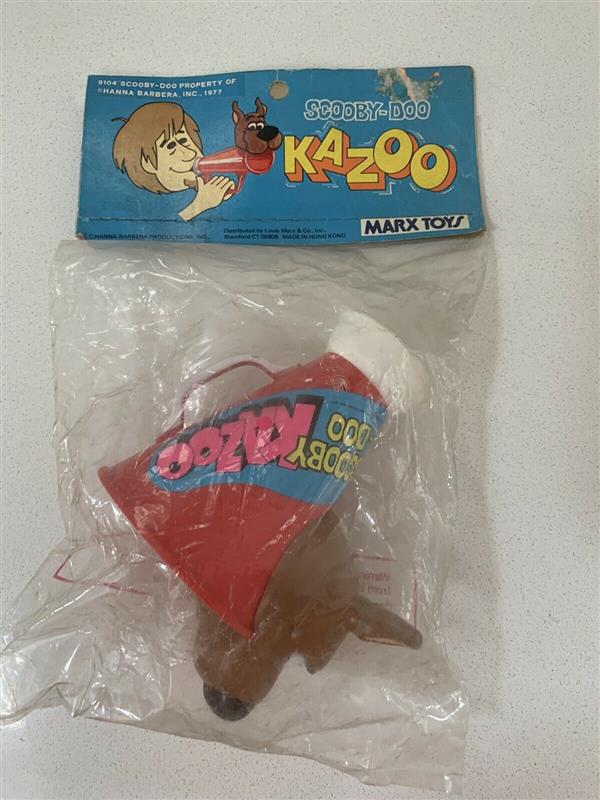 9104 SCOOBY-DOO PROPERTY OF
©HANNA BARBERA, INC., 1977
SCOOBY-DOO
KAZOO
MARX TOYS
© HANNA BARBERA PRODUCTIONS, INC.
Distributed by Louis Marx & Co., Inc.,
Stamford CT 06906 MADE IN HONG KONG
SCOOBY
DOO
KAZOO